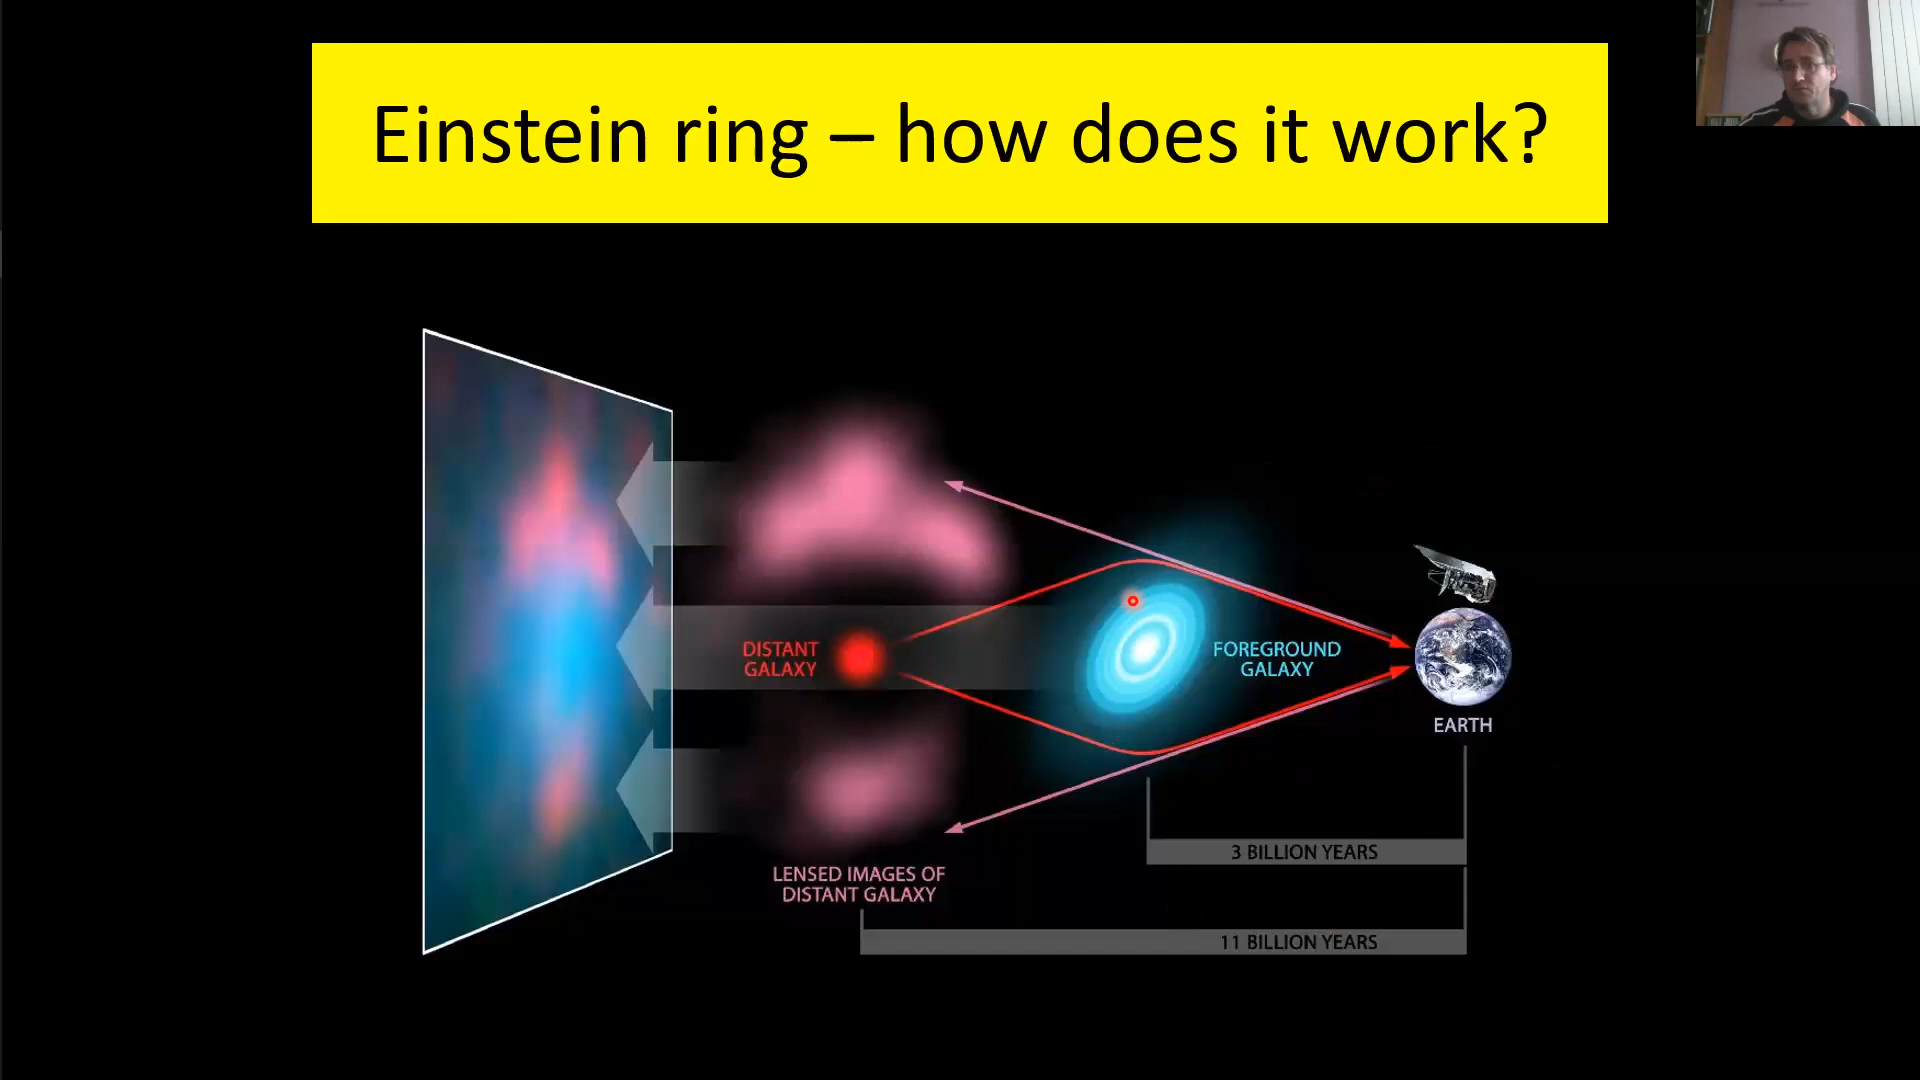 Einstein ring – how does it work?
DISTANT
GALAXY
FOREGROUND
GALAXY
EARTH
3 BILLION YEARS
LENSED IMAGES OF
DISTANT GALAXY
11 BILLION YEARS